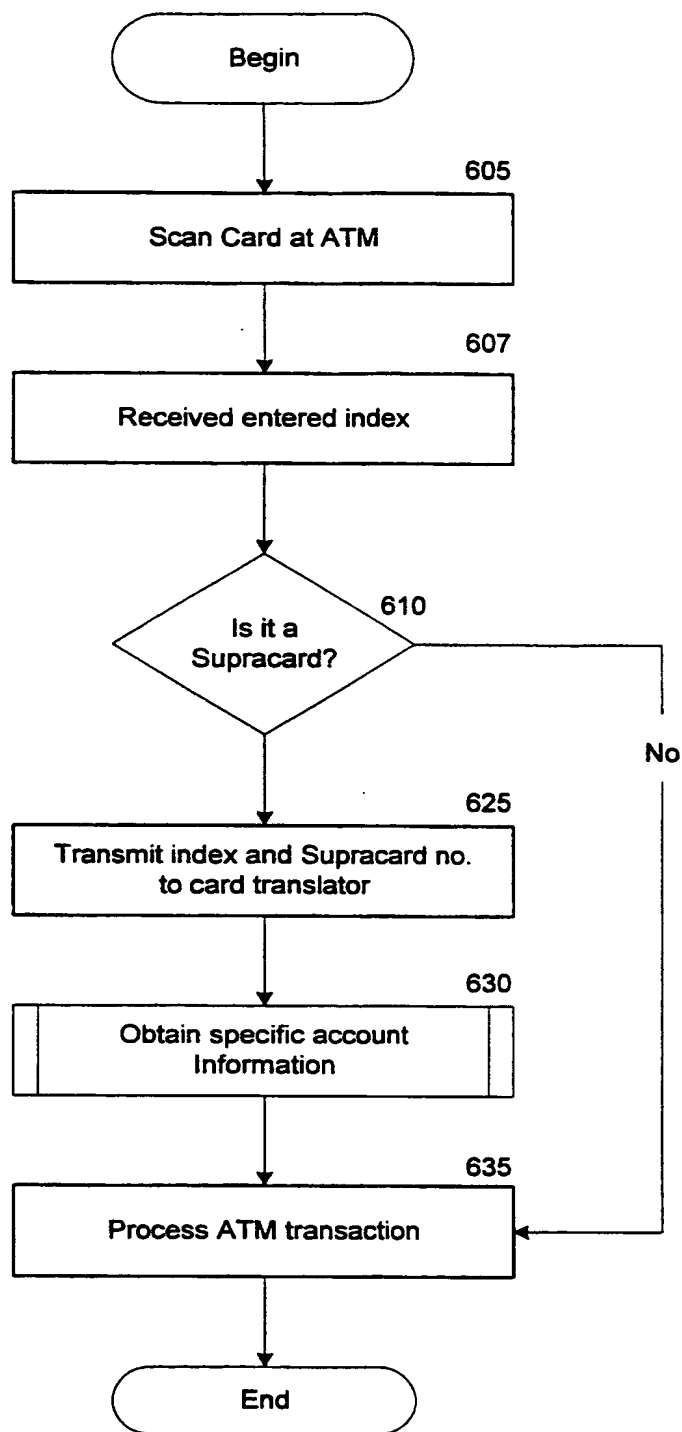 Begin
605
Scan Card at ATM
607
Received entered index
610
Is it a
Supracard?
No
625
Transmit index and Supracard no.
to card translator
630
Obtain specific account
Information
635
Process ATM transaction
End